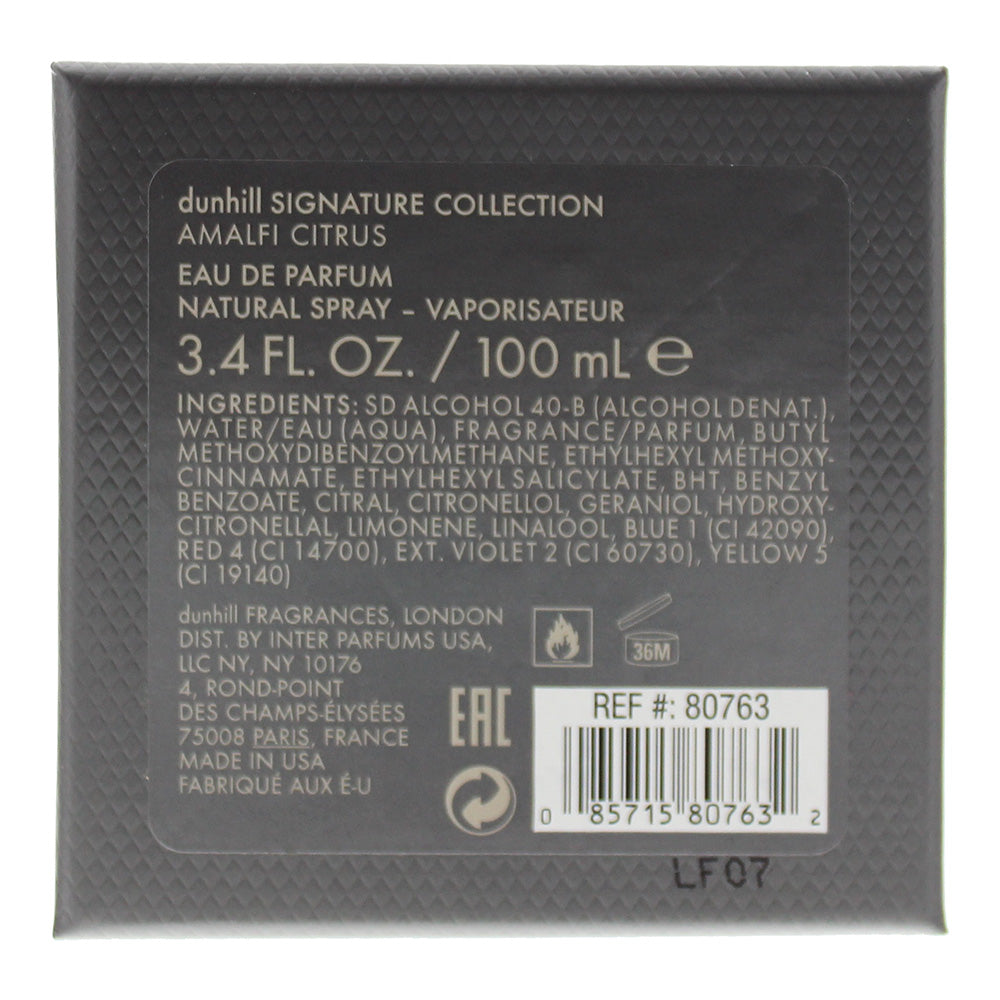 dunhill SIGNATURE COLLECTION
AMALFI CITRUS
EAU DE PARFUM
NATURAL SPRAY – VAPORISATEUR
3.4 FL. OZ. / 100 mL ℮
INGREDIENTS: SD ALCOHOL 40-B (ALCOHOL DENAT.),
WATER/EAU (AQUA), FRAGRANCE/PARFUM, BUTYL
METHOXYDIBENZOYLMETHANE, ETHYLHEXYL METHOXY-
CINNAMATE, ETHYLHEXYL SALICYLATE, BHT, BENZYL
BENZOATE, CITRAL, CITRONELLOL, GERANIOL, HYDROXY-
CITRONELLAL, LIMONENE, LINALOOL, BLUE 1 (CI 42090),
RED 4 (CI 14700), EXT. VIOLET 2 (CI 60730), YELLOW 5
(CI 19140)
dunhill FRAGRANCES, LONDON
DIST. BY INTER PARFUMS USA,
LLC NY, NY 10176
4, ROND-POINT
DES CHAMPS-ÉLYSÉES
75008 PARIS, FRANCE
MADE IN USA
FABRIQUÉ AUX É-U
36M
EAC
REF #: 80763
0 85715 80763 2
LF07